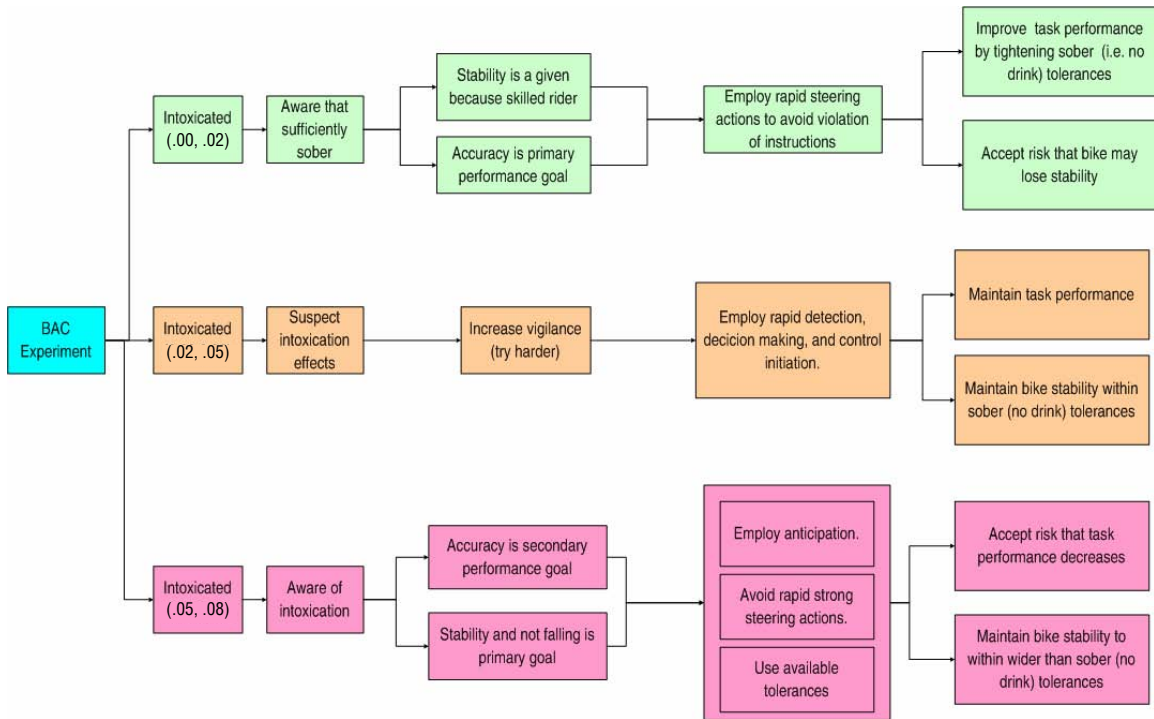 BAC
Experiment
Intoxicated
(.00, .02)
Aware that
sufficiently
sober
Stability is a given
because skilled rider
Accuracy is primary
performance goal
Employ rapid steering
actions to avoid violation
of instructions
Improve task performance
by tightening sober (i.e. no
drink) tolerances
Accept risk that bike may
lose stability
Intoxicated
(.02, .05)
Suspect
intoxication
effects
Increase vigilance
(try harder)
Employ rapid detection,
decision making, and control
initiation.
Maintain task performance
Maintain bike stability within
sober (no drink) tolerances
Intoxicated
(.05, .08)
Aware of
intoxication
Accuracy is secondary
performance goal
Stability and not falling is
primary goal
Employ anticipation.
Avoid rapid strong
steering actions.
Use available
tolerances
Accept risk that task
performance decreases
Maintain bike stability to
within wider than sober (no
drink) tolerances